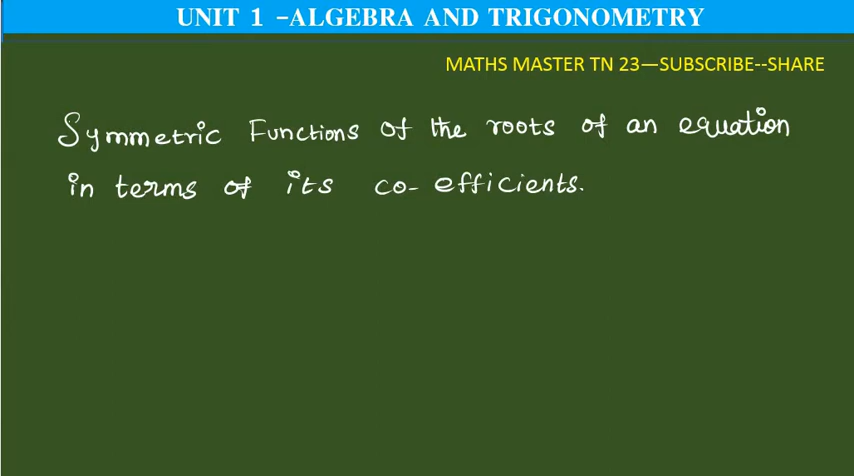 UNIT 1 –ALGEBRA AND TRIGONOMETRY
MATHS MASTER TN 23—SUBSCRIBE--SHARE
Symmetric Functions of the roots of an equation
in terms of its co-efficients.